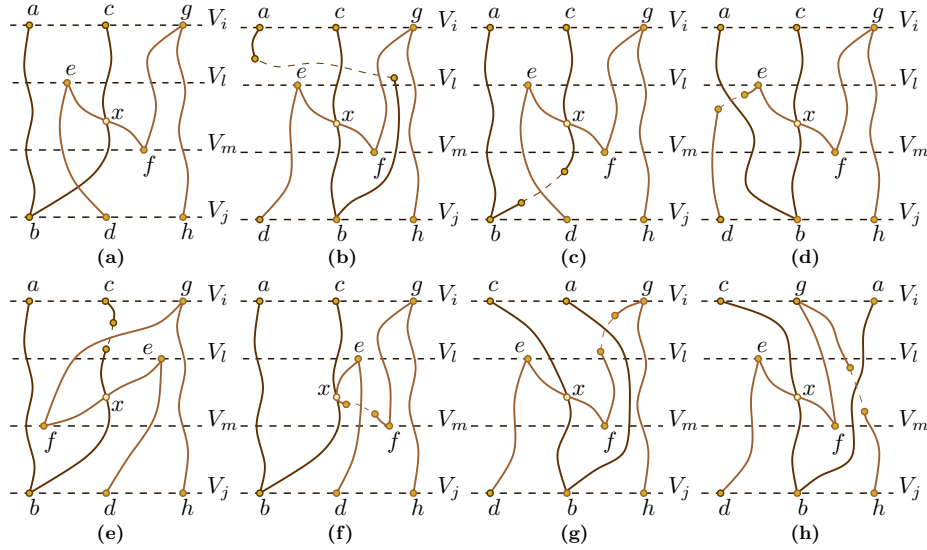 a c g V_i a c g V_i a c g V_i a c g V_i
e V_l e V_l e V_l e V_l
x x x x
f V_m f V_m f V_m f V_m
b d h V_j d b h V_j b d h V_j d b h V_j
(a) (b) (c) (d)
a c g V_i a c g V_i c a g V_i c g a V_i
e V_l e V_l e V_l e V_l
x x x x
f V_m f V_m f V_m f V_m
b d h V_j b d h V_j d b h V_j d b h V_j
(e) (f) (g) (h)